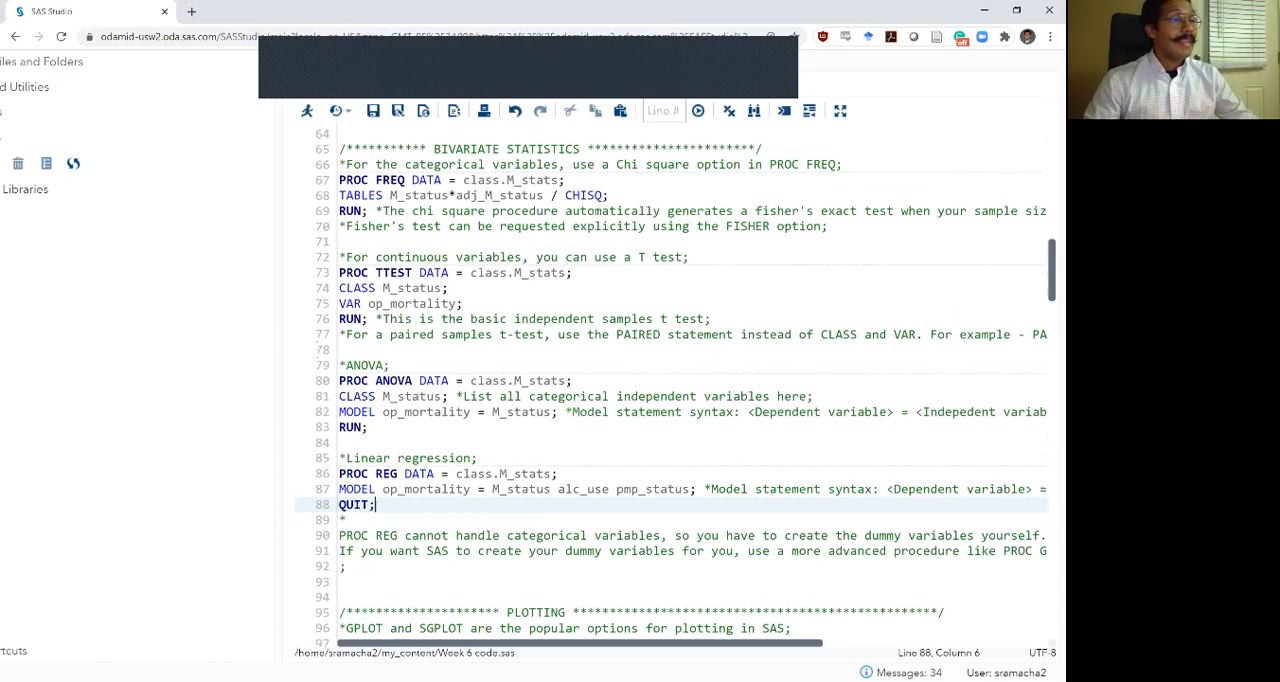 SAS Studio
odamid-usw2.oda.sas.com/SASStudio
off
iles and Folders
d Utilities
s
Libraries
rtcuts
Line #
64
65 /*********** BIVARIATE STATISTICS ***********************/
66 *For the categorical variables, use a Chi square option in PROC FREQ;
67 PROC FREQ DATA = class.M_stats;
68 TABLES M_status*adj_M_status / CHISQ;
69 RUN; *The chi square procedure automatically generates a fisher's exact test when your sample siz
70 *Fisher's test can be requested explicitly using the FISHER option;
71
72 *For continuous variables, you can use a T test;
73 PROC TTEST DATA = class.M_stats;
74 CLASS M_status;
75 VAR op_mortality;
76 RUN; *This is the basic independent samples t test;
77 *For a paired samples t-test, use the PAIRED statement instead of CLASS and VAR. For example - PA
78
79 *ANOVA;
80 PROC ANOVA DATA = class.M_stats;
81 CLASS M_status; *List all categorical independent variables here;
82 MODEL op_mortality = M_status; *Model statement syntax: <Dependent variable> = <Indepedent variab
83 RUN;
84
85 *Linear regression;
86 PROC REG DATA = class.M_stats;
87 MODEL op_mortality = M_status alc_use pmp_status; *Model statement syntax: <Dependent variable> =
88 QUIT;
89 *
90 PROC REG cannot handle categorical variables, so you have to create the dummy variables yourself.
91 If you want SAS to create your dummy variables for you, use a more advanced procedure like PROC G
92 ;
93
94
95 /********************* PLOTTING **************************************************/
96 *GPLOT and SGPLOT are the popular options for plotting in SAS;
97
/home/sramacha2/my_content/Week 6 code.sas
Line 88, Column 6
UTF-8
Messages: 34
User: sramacha2